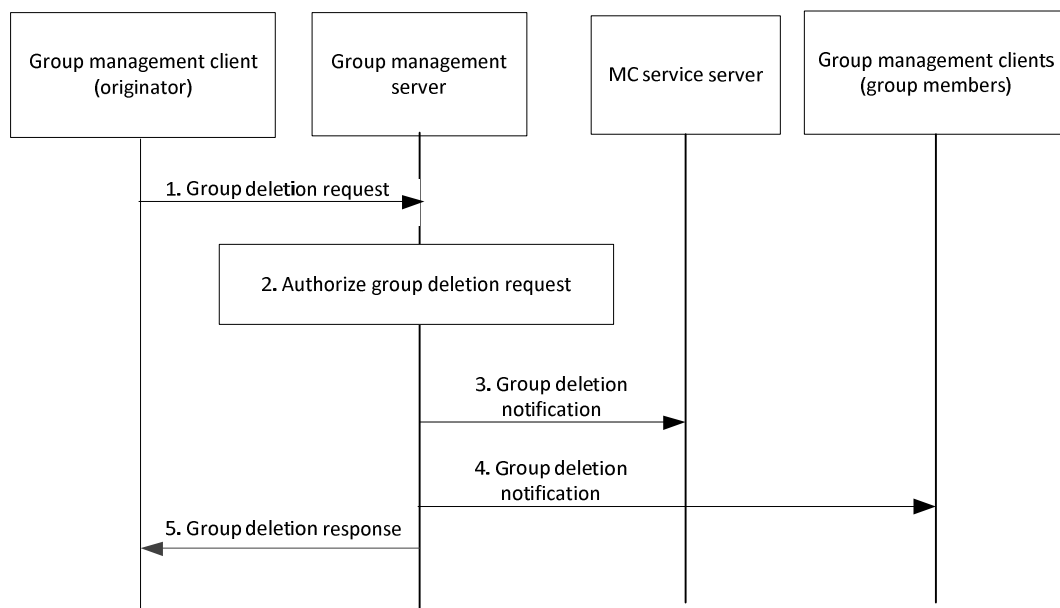 Group management client
(originator)
Group management
server
MC service server
Group management clients
(group members)
1. Group deletion request
2. Authorize group deletion request
3. Group deletion
notification
4. Group deletion
notification
5. Group deletion response